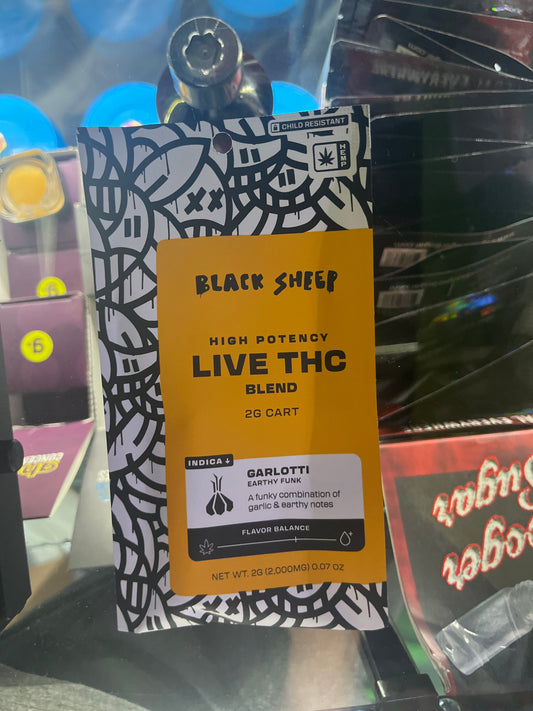 CHILD RESISTANT
HEMP
BLACK SHEEP
HIGH POTENCY
LIVE THC
BLEND
2G CART
INDICA ↓
GARLOTTI
EARTHY FUNK
A funky combination of
garlic & earthy notes
FLAVOR BALANCE
NET WT. 2G (2,000MG) 0.07 OZ
Sugar